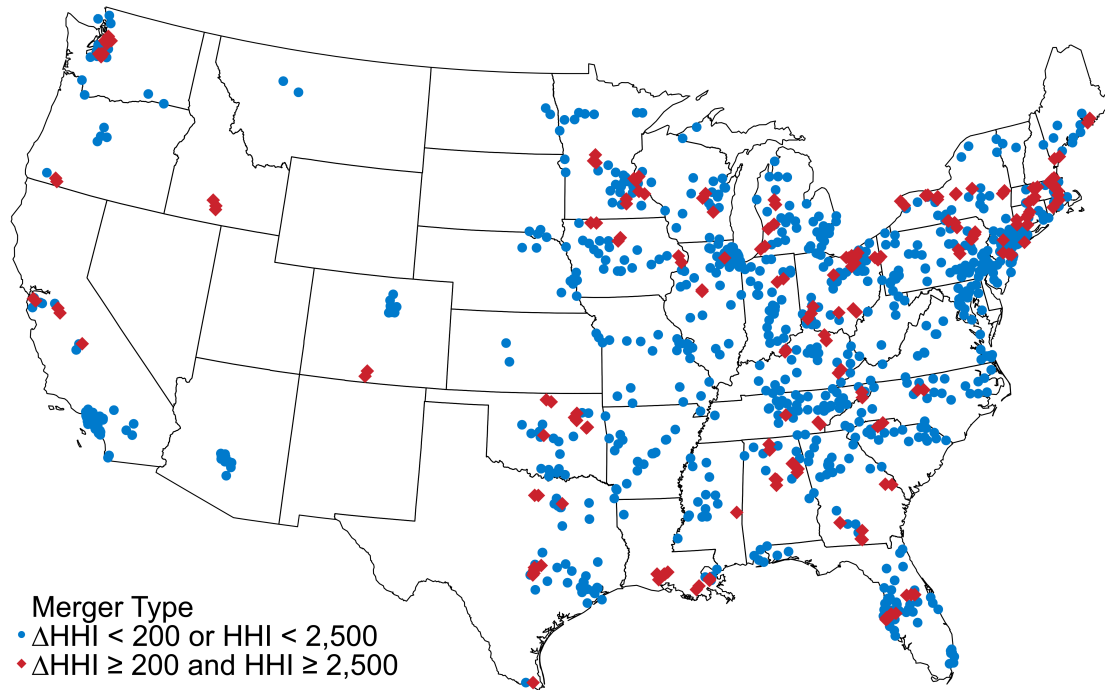 Merger Type
ΔHHI < 200 or HHI < 2,500
ΔHHI ≥ 200 and HHI ≥ 2,500